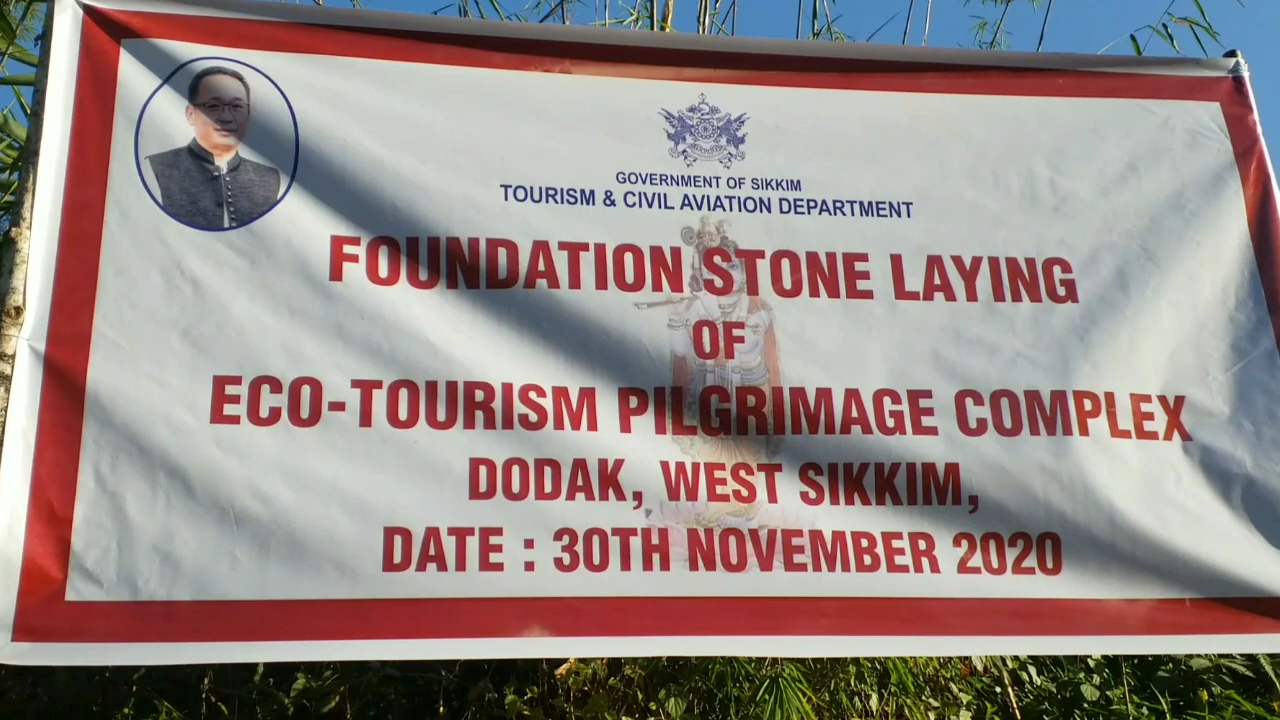 GOVERNMENT OF SIKKIM
TOURISM & CIVIL AVIATION DEPARTMENT
FOUNDATION STONE LAYING
OF
ECO-TOURISM PILGRIMAGE COMPLEX
DODAK, WEST SIKKIM,
DATE : 30TH NOVEMBER 2020